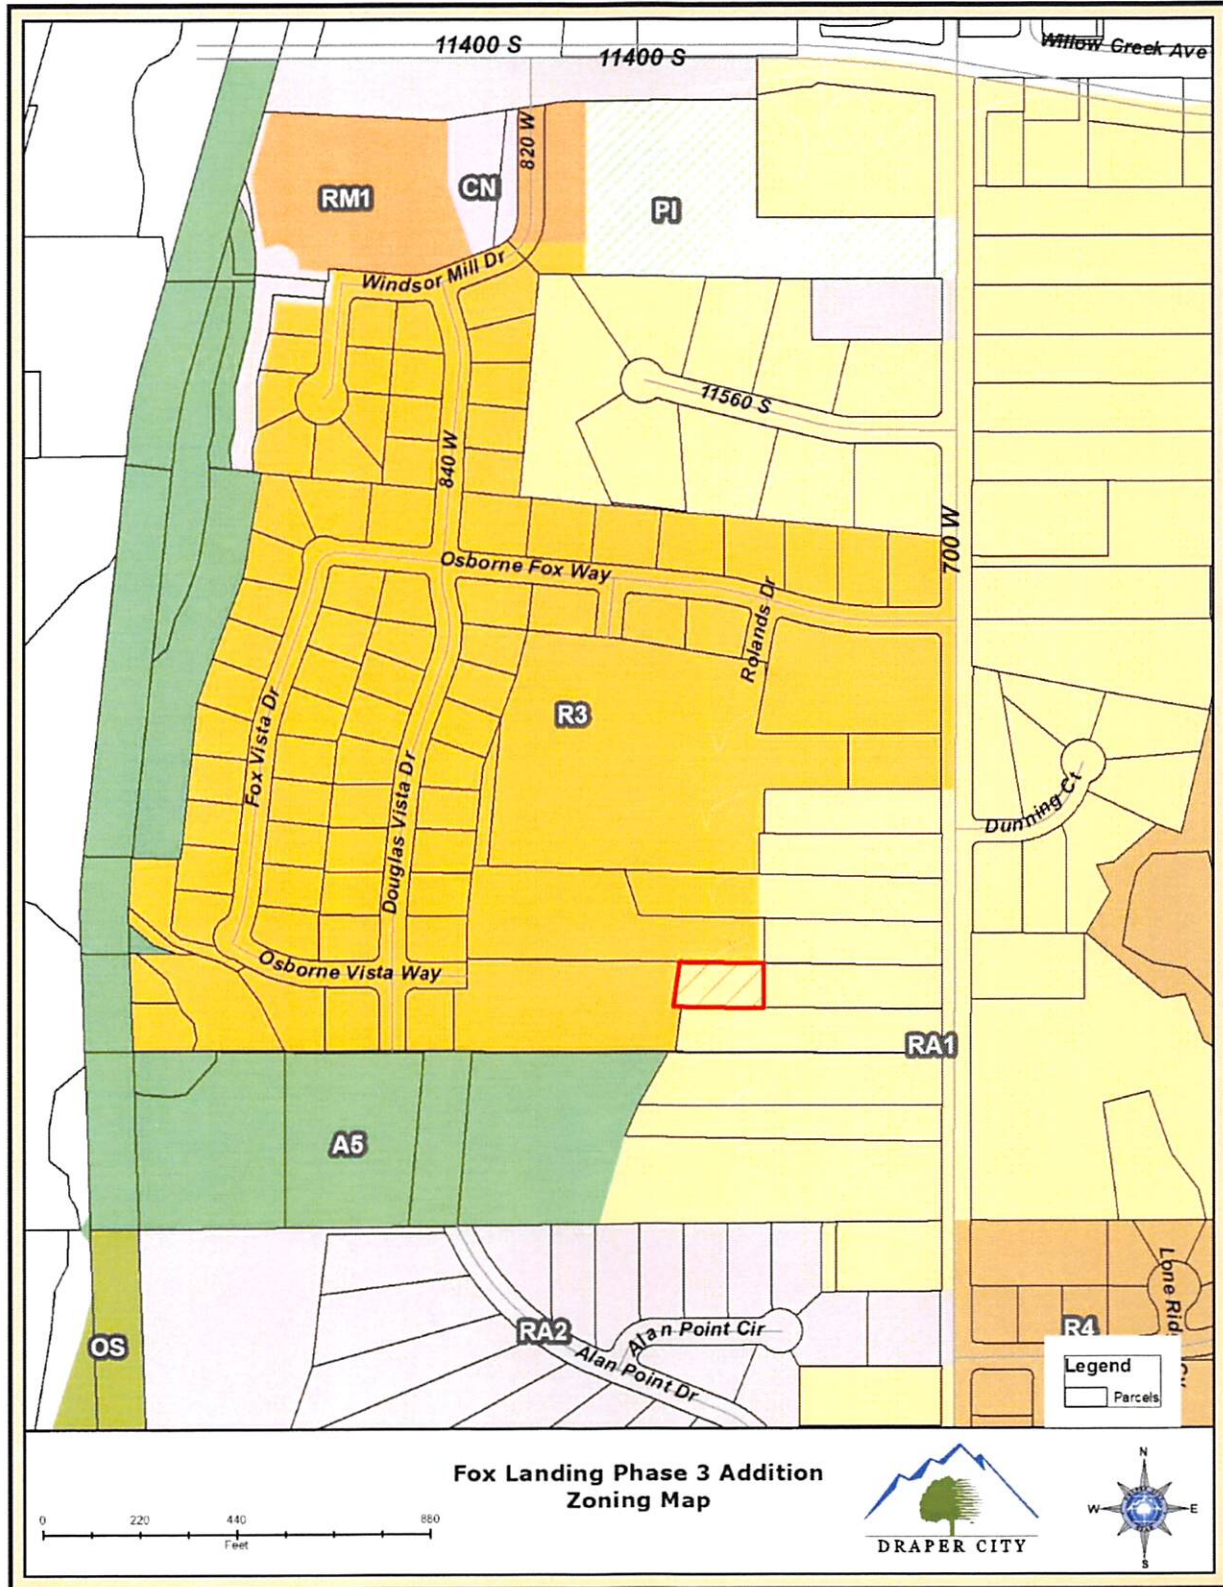 11400 S
11400 S
Willow Creek Ave
820 W
RM1
CN
PI
Windsor Mill Dr
11560 S
840 W
700 W
Osborne Fox Way
Rolands Dr
Fox Vista Dr
R3
Douglas Vista Dr
Dunning Ct
Osborne Vista Way
RA1
A5
Lone Rid
OS
RA2
Alan Point Cir
R4
Alan Point Dr
Legend
Parcels
Fox Landing Phase 3 Addition
Zoning Map
0 220 440 880
Feet
DRAPER CITY
N
W
E
S